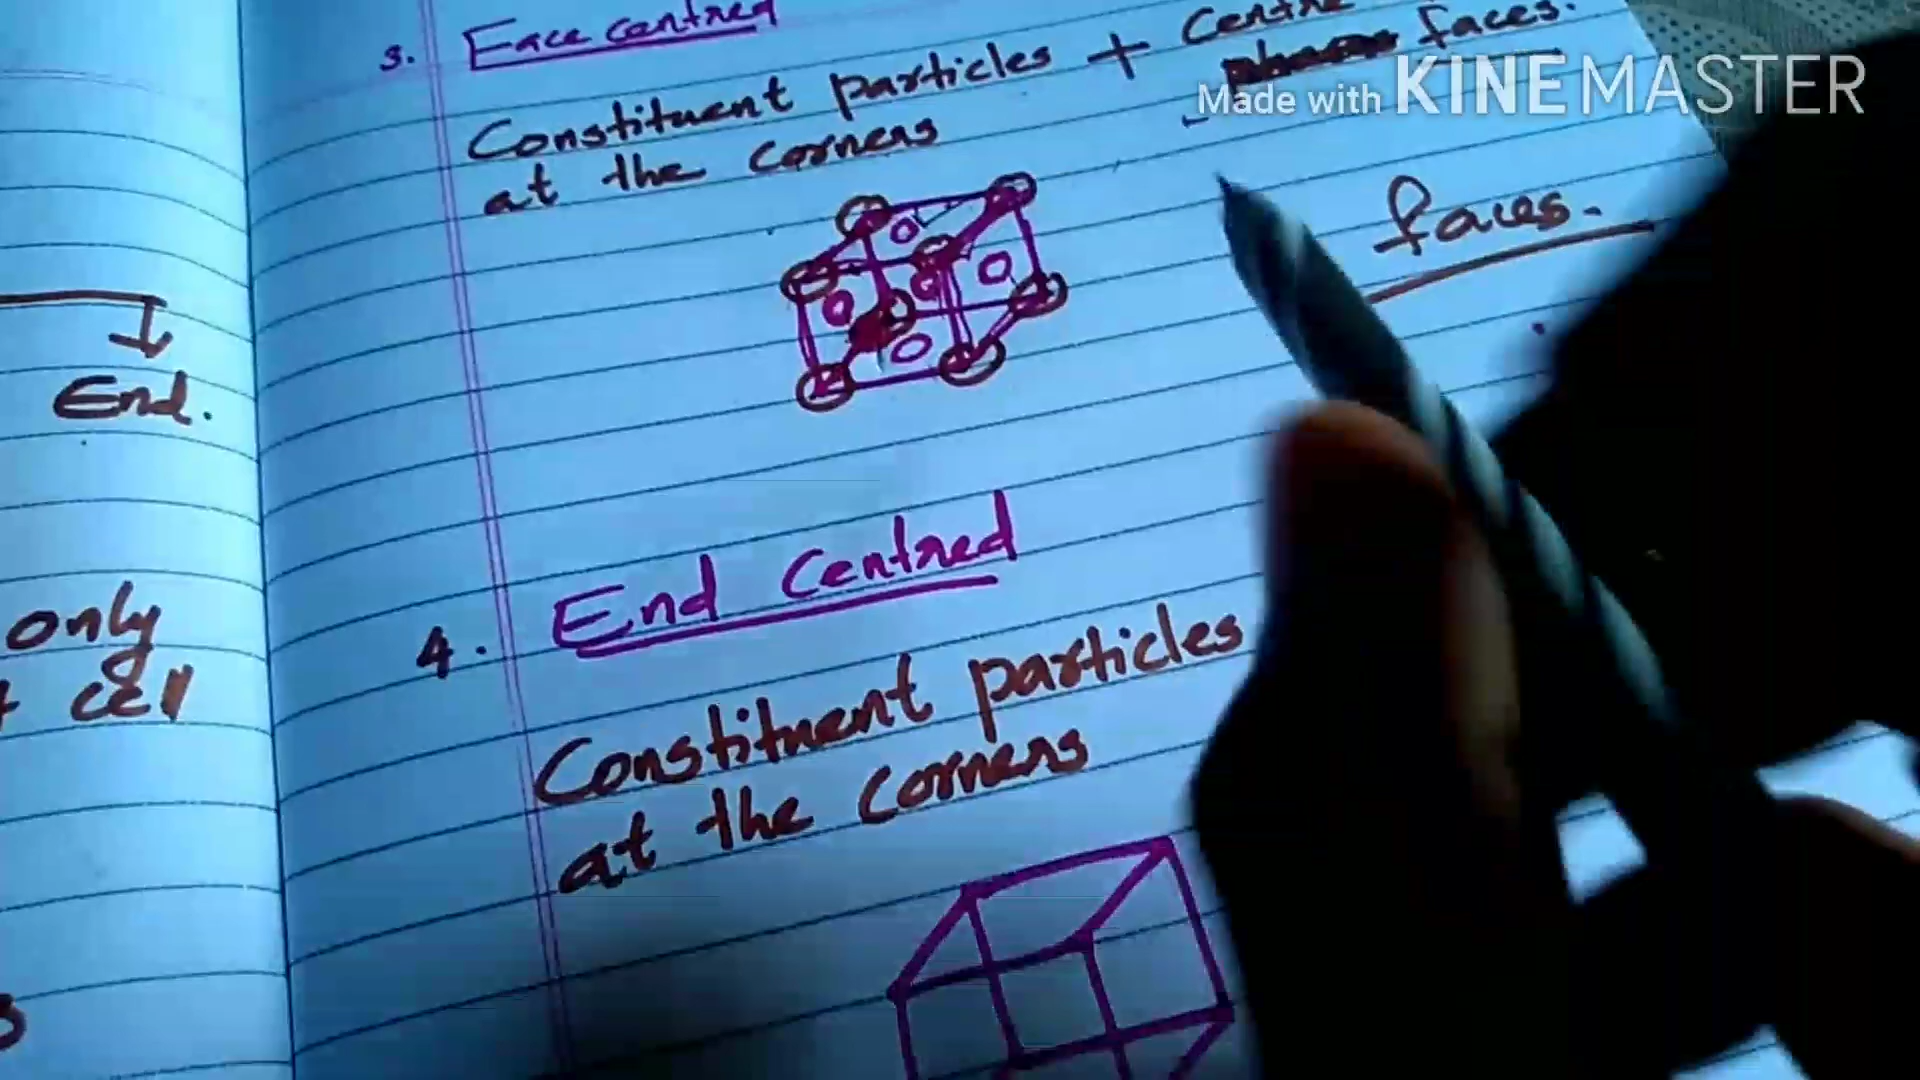 3. Face centred
Constituent particles + Centre
at the corners faces.
Made with KINEMASTER
faces.
End.
4. End Centred
only
cell
Constituent particles
at the corners